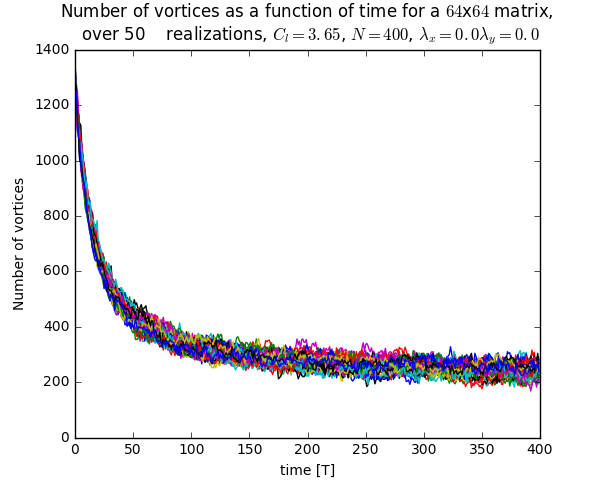 Number of vortices as a function of time for a 64x64 matrix,
over 50    realizations, $C_l = 3.65$, $N = 400$, $\lambda_x = 0.0\lambda_y = 0.0$
1400
1200
1000
800
600
400
200
0
Number of vortices
0 50 100 150 200 250 300 350 400
time [T]